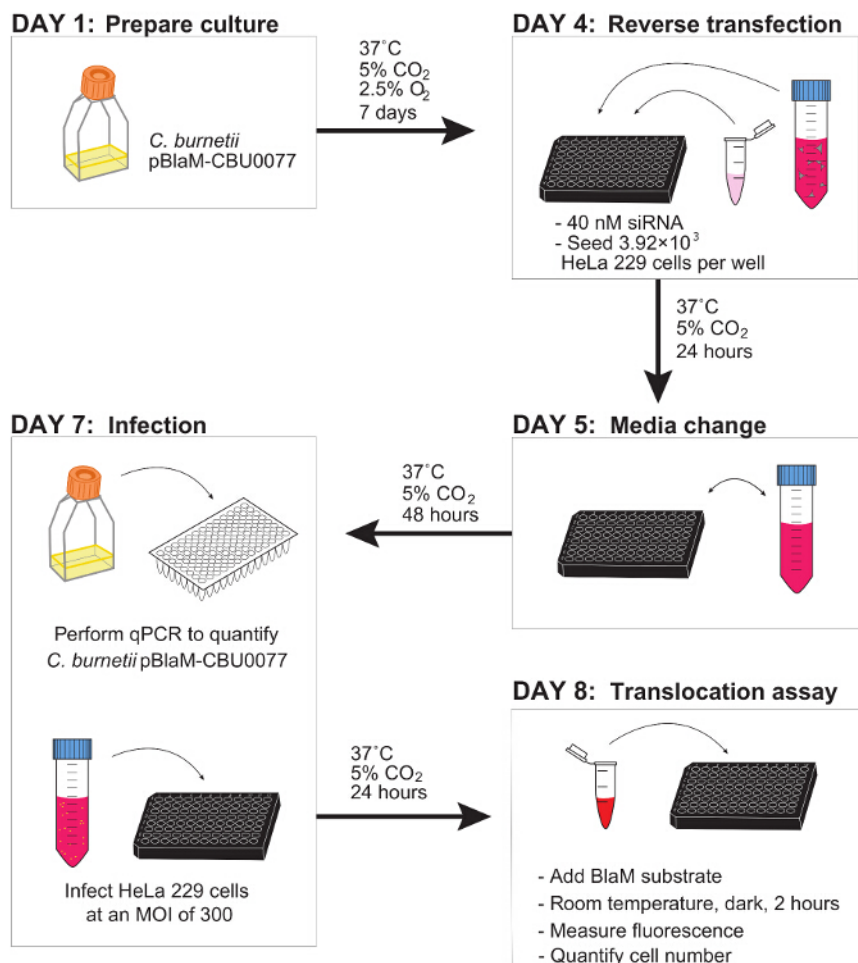 DAY 1: Prepare culture
C. burnetii
pBlaM-CBU0077
37˚C
5% CO₂
2.5% O₂
7 days
DAY 4: Reverse transfection
- 40 nM siRNA
- Seed 3.92×10³
HeLa 229 cells per well
37˚C
5% CO₂
24 hours
DAY 5: Media change
37˚C
5% CO₂
48 hours
DAY 7: Infection
Perform qPCR to quantify
C. burnetii pBlaM-CBU0077
Infect HeLa 229 cells
at an MOI of 300
37˚C
5% CO₂
24 hours
DAY 8: Translocation assay
- Add BlaM substrate
- Room temperature, dark, 2 hours
- Measure fluorescence
- Quantify cell number